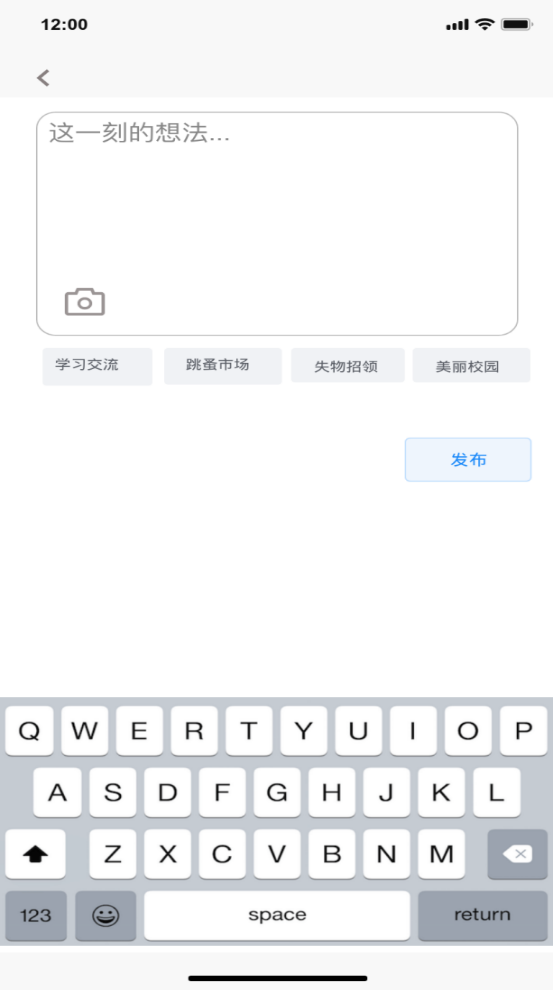 12:00
这一刻的想法...
学习交流 跳蚤市场 失物招领 美丽校园
发布
Q W E R T Y U I O P
A S D F G H J K L
Z X C V B N M
123 space return